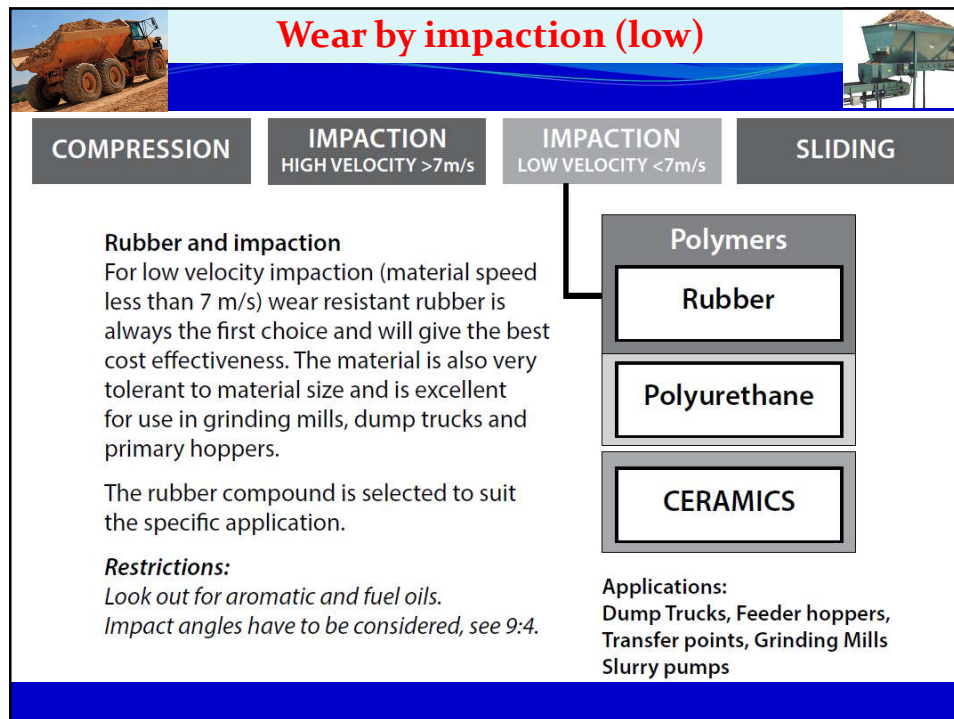 Wear by impaction (low)
COMPRESSION
IMPACTION
HIGH VELOCITY >7m/s
IMPACTION
LOW VELOCITY <7m/s
SLIDING
Rubber and impaction
For low velocity impaction (material speed
less than 7 m/s) wear resistant rubber is
always the first choice and will give the best
cost effectiveness. The material is also very
tolerant to material size and is excellent
for use in grinding mills, dump trucks and
primary hoppers.
The rubber compound is selected to suit
the specific application.
Restrictions:
Look out for aromatic and fuel oils.
Impact angles have to be considered, see 9:4.
Polymers
Rubber
Polyurethane
CERAMICS
Applications:
Dump Trucks, Feeder hoppers,
Transfer points, Grinding Mills
Slurry pumps